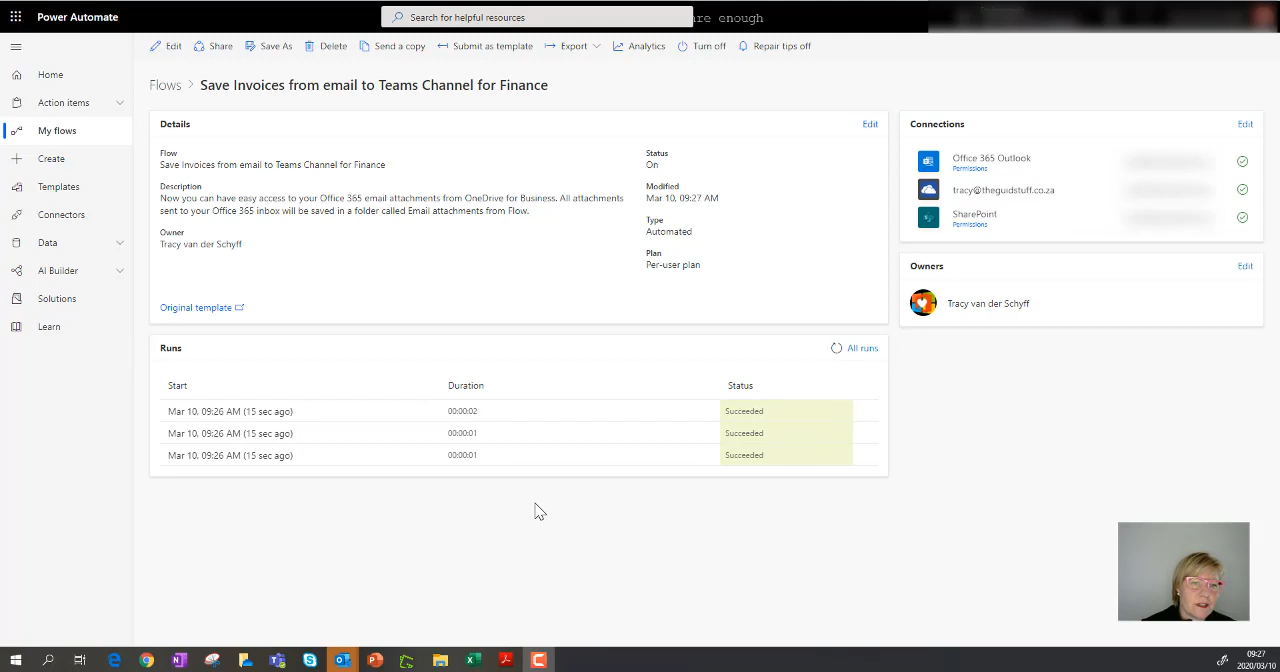 Power Automate
Search for helpful resources
are enough
Edit Share Save As Delete Send a copy Submit as template Export Analytics Turn off Repair tips off
Home
Action items
My flows
Create
Templates
Connectors
Data
AI Builder
Solutions
Learn
Flows > Save Invoices from email to Teams Channel for Finance
Details
Edit
Flow
Save Invoices from email to Teams Channel for Finance
Description
Now you can have easy access to your Office 365 email attachments from OneDrive for Business. All attachments
sent to your Office 365 inbox will be saved in a folder called Email attachments from Flow.
Owner
Tracy van der Schyff
Original template
Status
On
Modified
Mar 10, 09:27 AM
Type
Automated
Plan
Per-user plan
Connections
Edit
Office 365 Outlook
Permissions
tracy@theguidstuff.co.za
SharePoint
Permissions
Owners
Edit
Tracy van der Schyff
Runs
All runs
Start Duration Status
Mar 10, 09:26 AM (15 sec ago) 00:00:02 Succeeded
Mar 10, 09:26 AM (15 sec ago) 00:00:01 Succeeded
Mar 10, 09:26 AM (15 sec ago) 00:00:01 Succeeded
09:27
2020/03/10